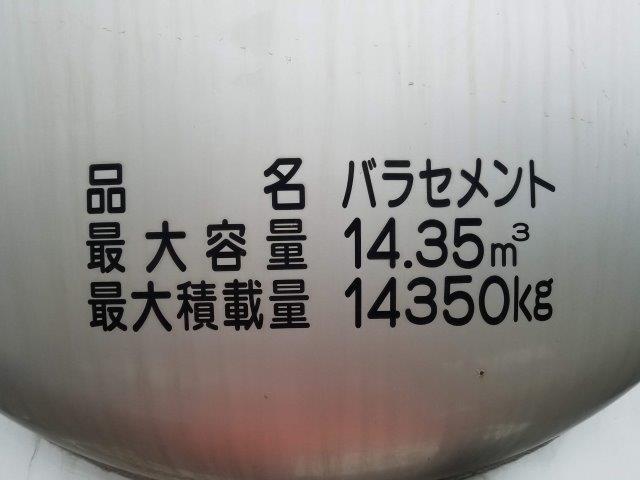 品名 バラセメント
最大容量 14.35m³
最大積載量 14350kg